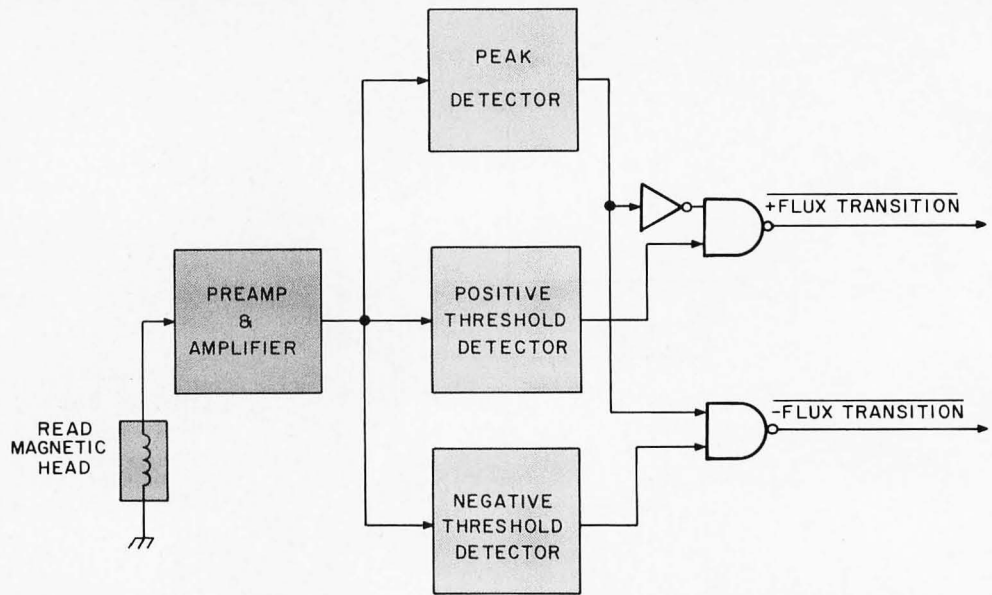 PEAK
DETECTOR
+FLUX TRANSITION
PREAMP
&
AMPLIFIER
POSITIVE
THRESHOLD
DETECTOR
-FLUX TRANSITION
READ
MAGNETIC
HEAD
NEGATIVE
THRESHOLD
DETECTOR